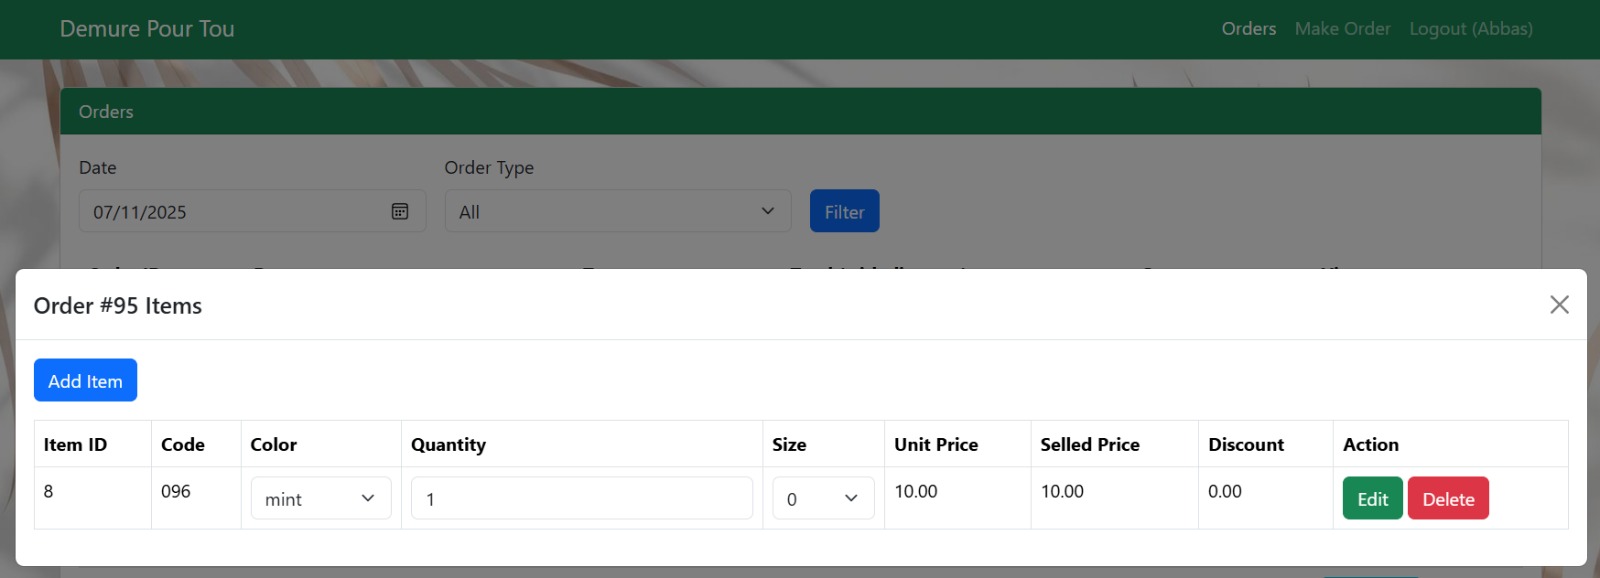 Demure Pour Tou
Orders Make Order Logout (Abbas)
Orders
Date Order Type
07/11/2025 All Filter
Order #95 Items
Add Item
Item ID Code Color Quantity Size Unit Price Selled Price Discount Action
8 096 mint 1 0 10.00 10.00 0.00 Edit Delete